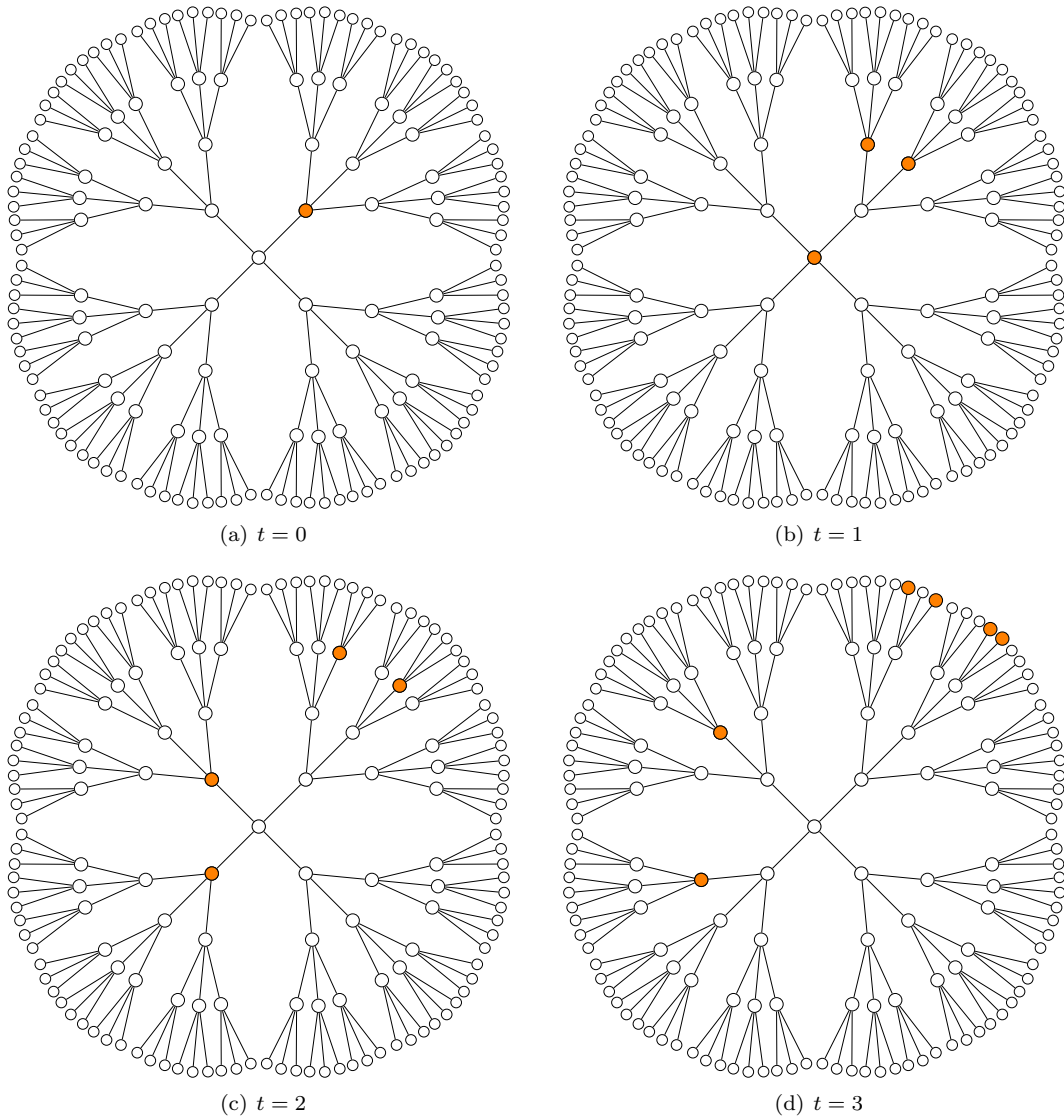 (a) t = 0
(b) t = 1
(c) t = 2
(d) t = 3